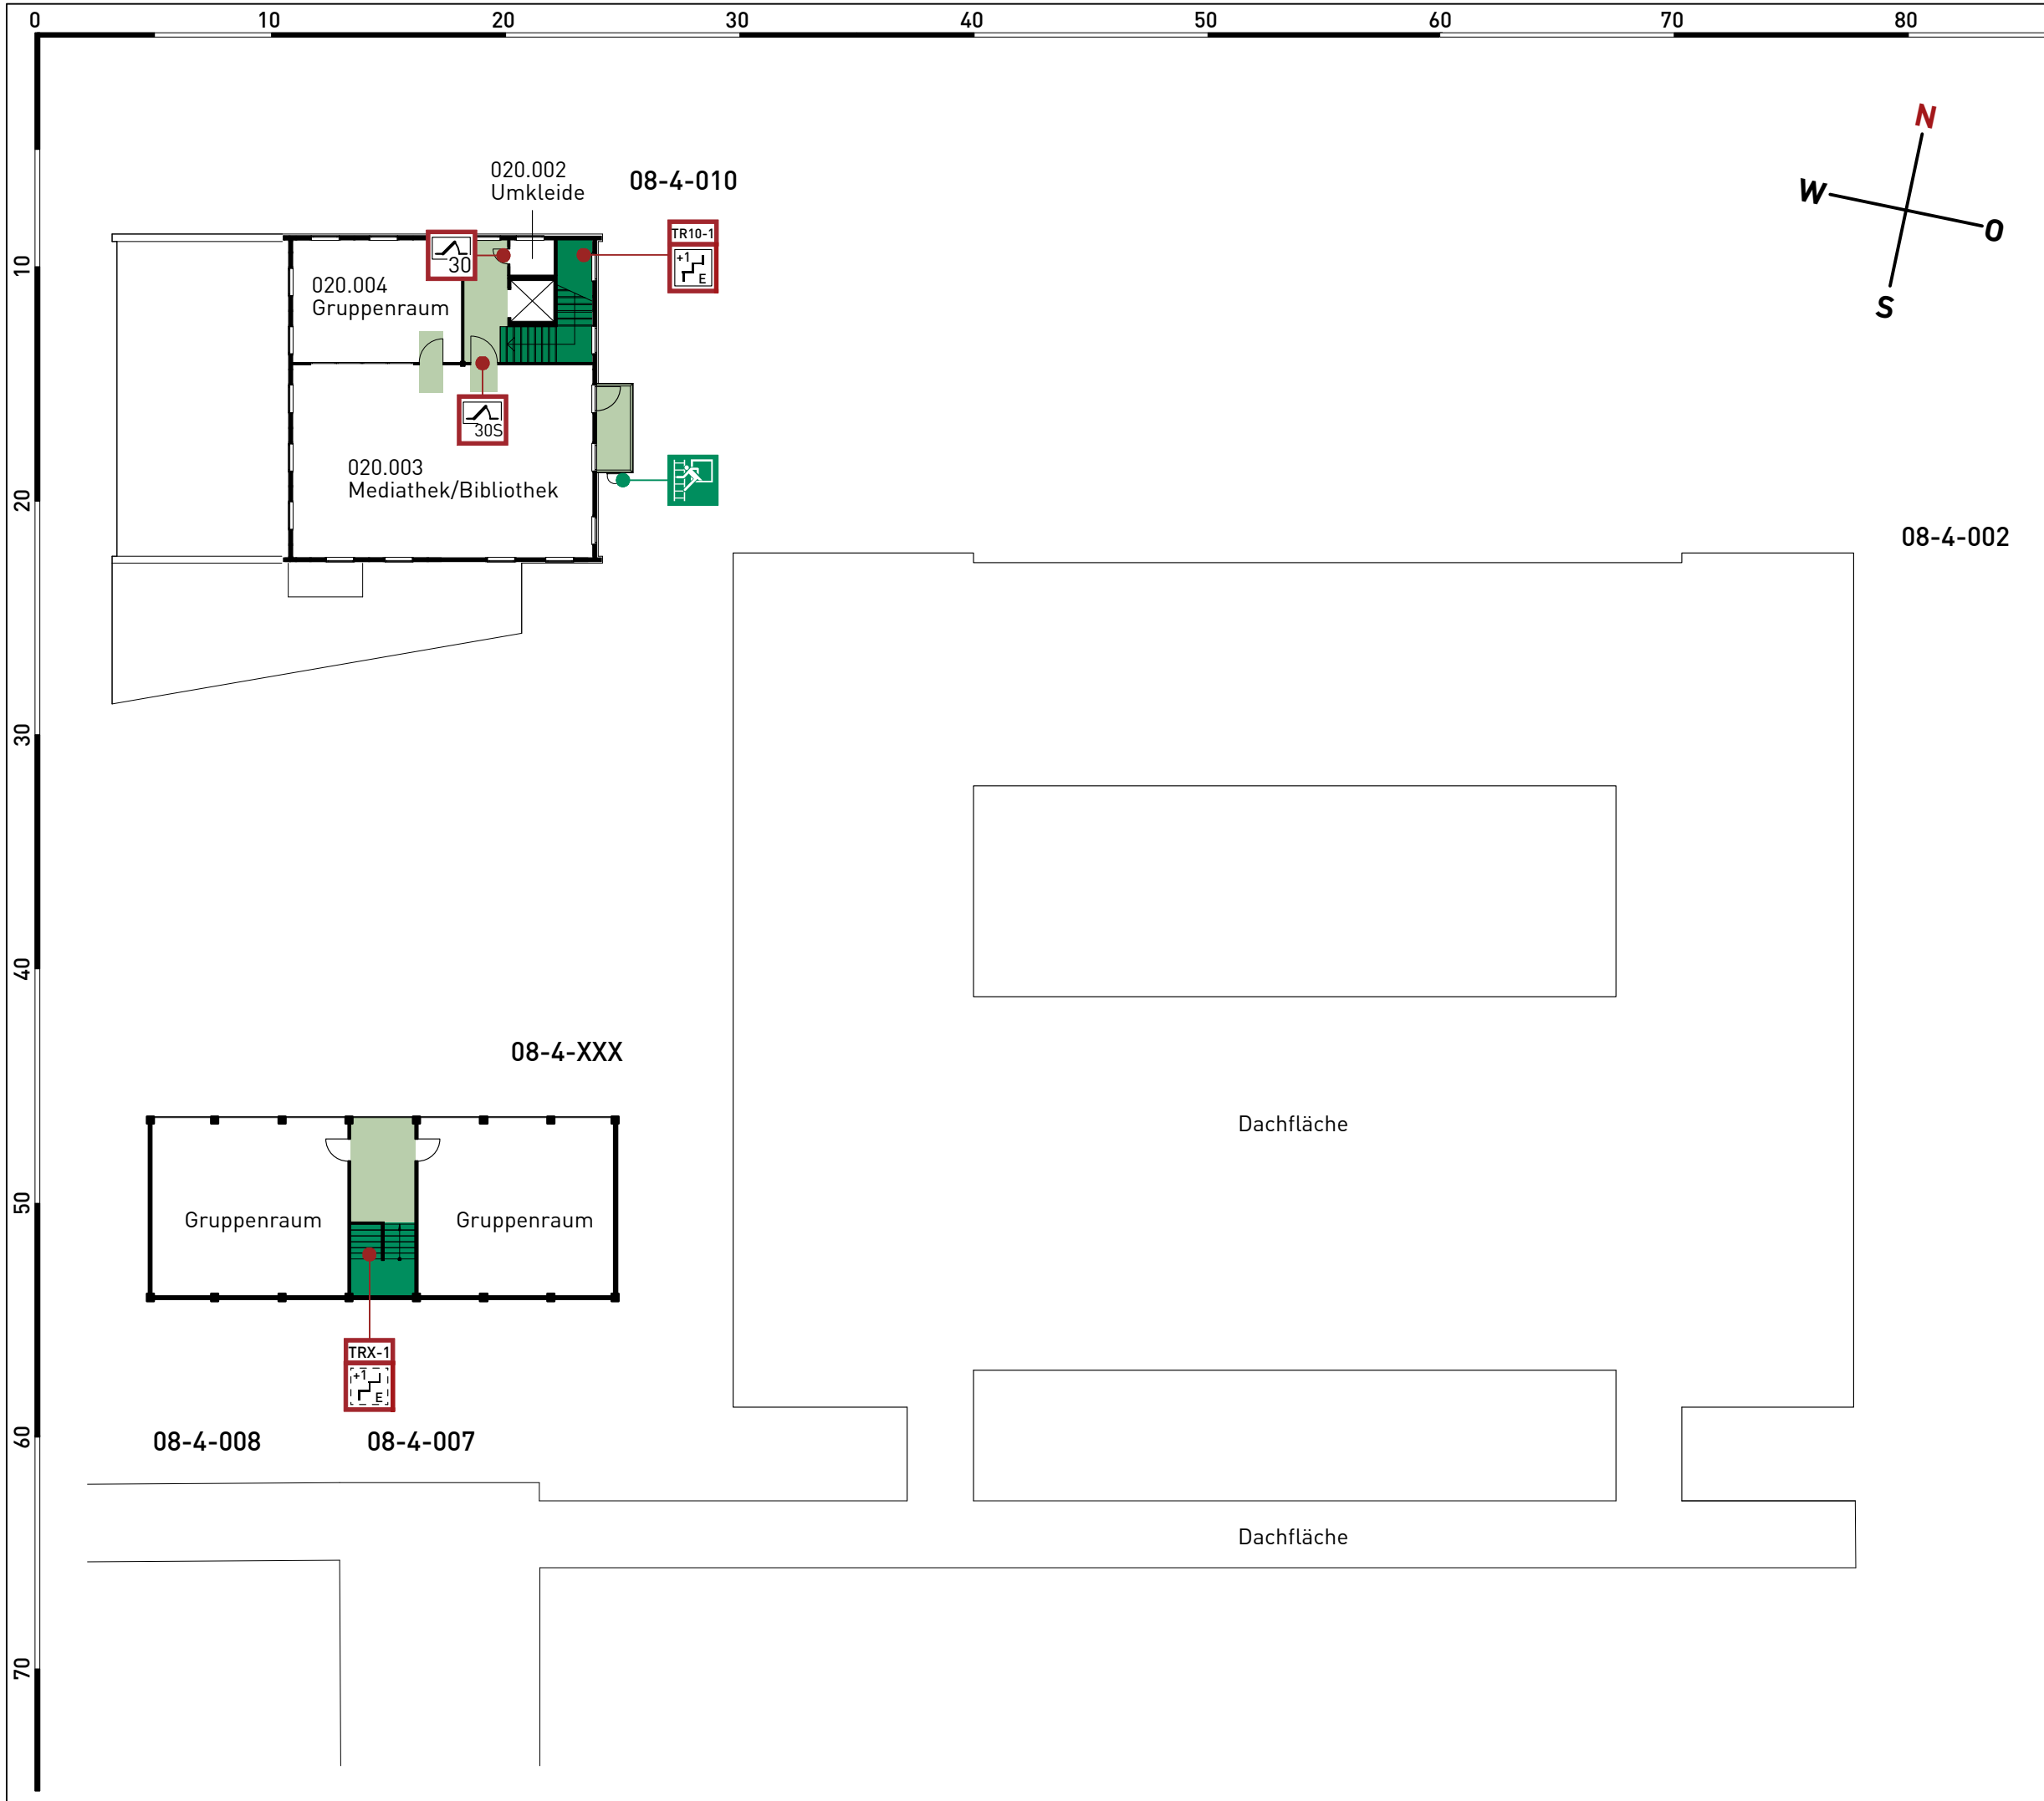 0 10 20 30 40 50 60 70 80
N
W
O
S
020.002
Umkleide
08-4-010
TR10-1
+1
E
30
10
020.004
Gruppenraum
30S
020.003
Mediathek/Bibliothek
20
08-4-002
30
40
08-4-XXX
Dachfläche
50
Gruppenraum
Gruppenraum
TRX-1
+1
E
60
08-4-008
08-4-007
Dachfläche
70